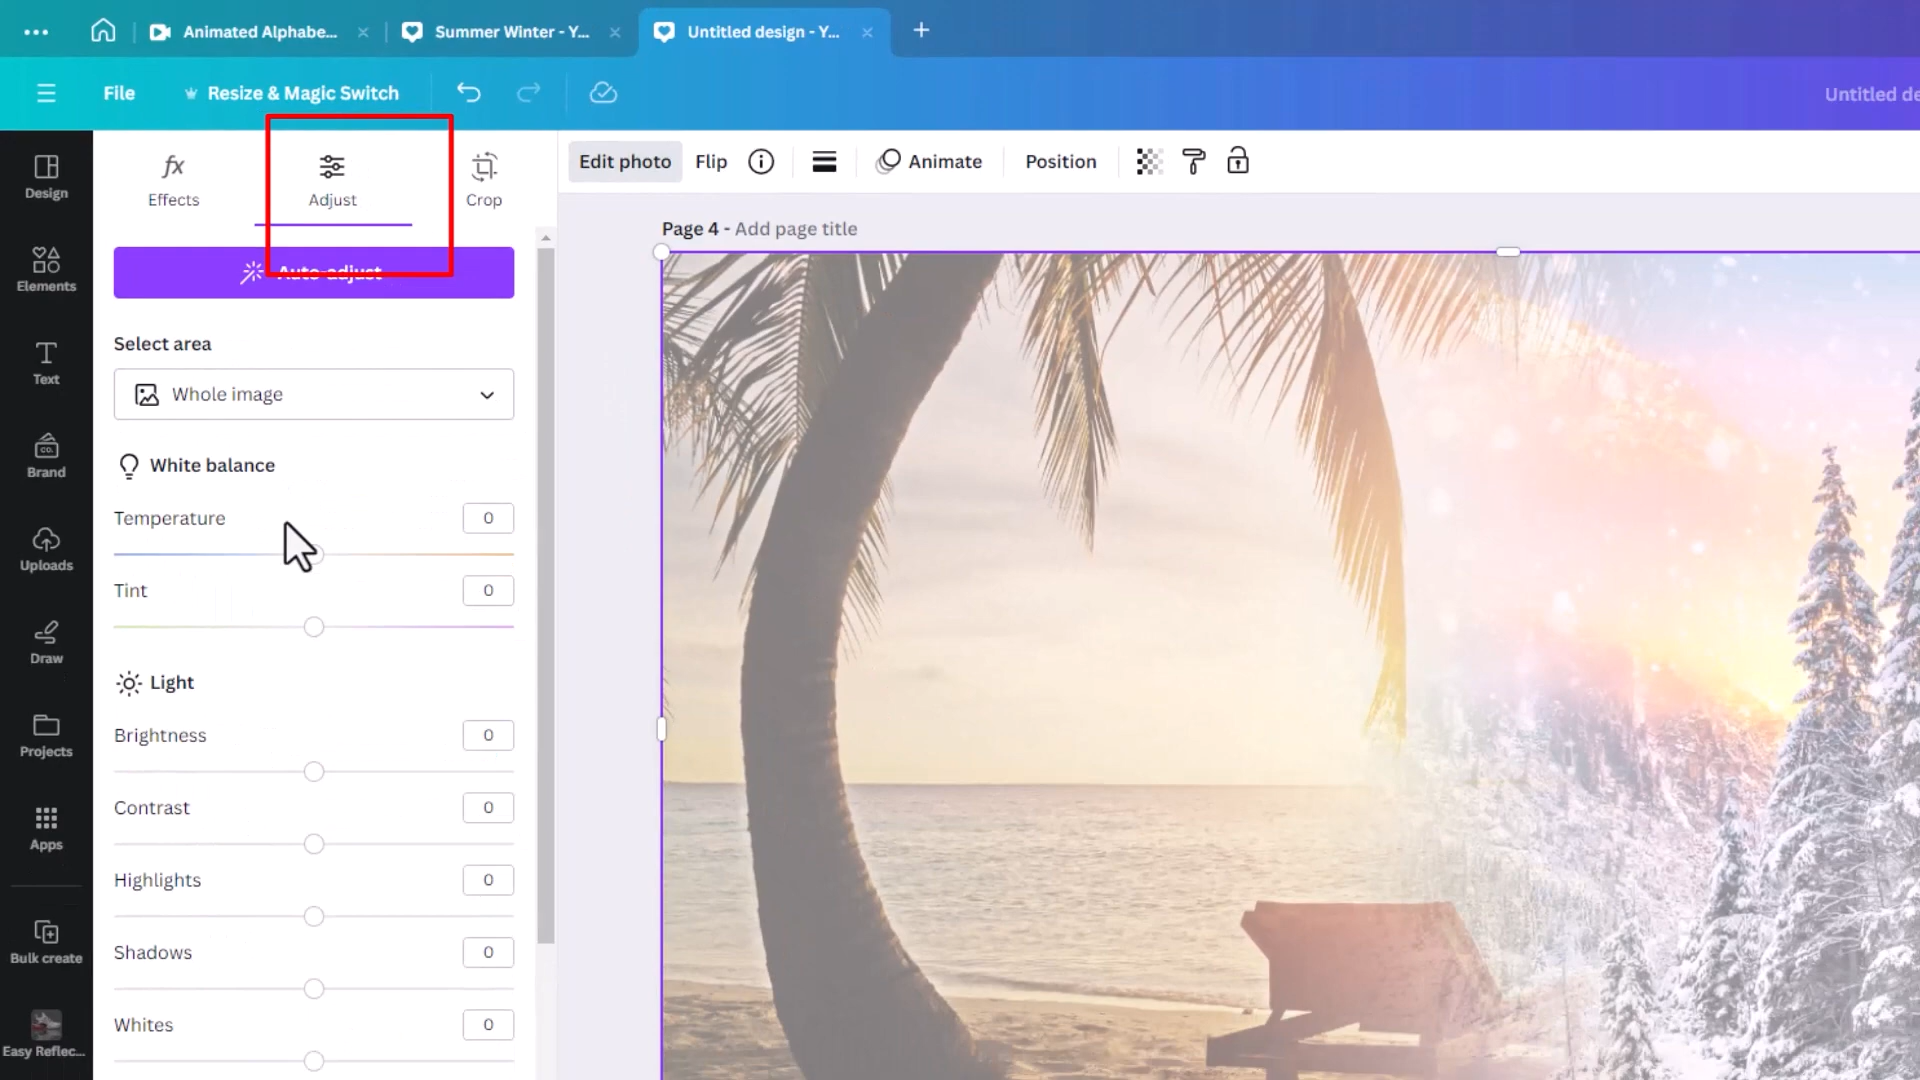 Animated Alphabe...
Summer Winter - Y...
Untitled design - Y...
File
Resize & Magic Switch
Untitled de
Design
Elements
Text
Brand
CO.
Uploads
Draw
Projects
Apps
Bulk create
Easy Reflec...
fx
Effects
Adjust
Crop
Auto-adjust
Select area
Whole image
White balance
Temperature 0
Tint 0
Light
Brightness 0
Contrast 0
Highlights 0
Shadows 0
Whites 0
Edit photo
Flip
Animate
Position
Page 4 - Add page title